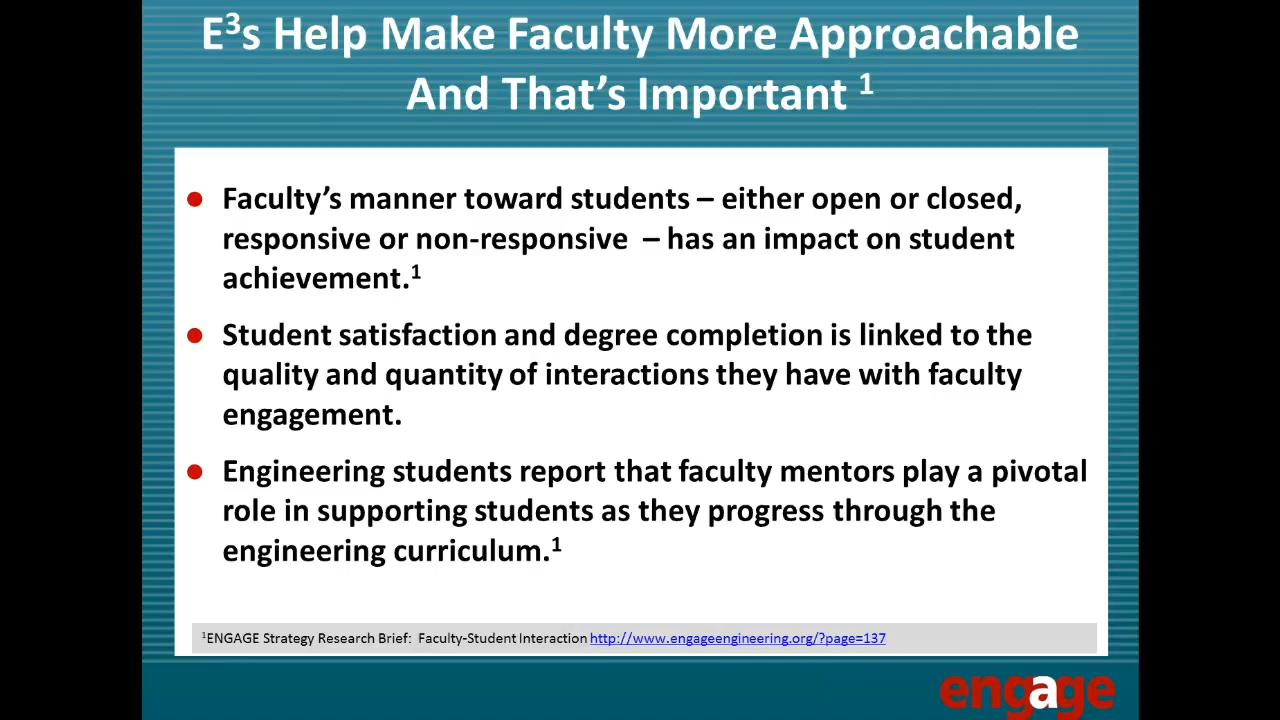 E³s Help Make Faculty More Approachable
And That's Important ¹
● Faculty's manner toward students – either open or closed,
responsive or non-responsive – has an impact on student
achievement.¹
● Student satisfaction and degree completion is linked to the
quality and quantity of interactions they have with faculty
engagement.
● Engineering students report that faculty mentors play a pivotal
role in supporting students as they progress through the
engineering curriculum.¹
¹ENGAGE Strategy Research Brief: Faculty-Student Interaction http://www.engageengineering.org/?page=137
engage